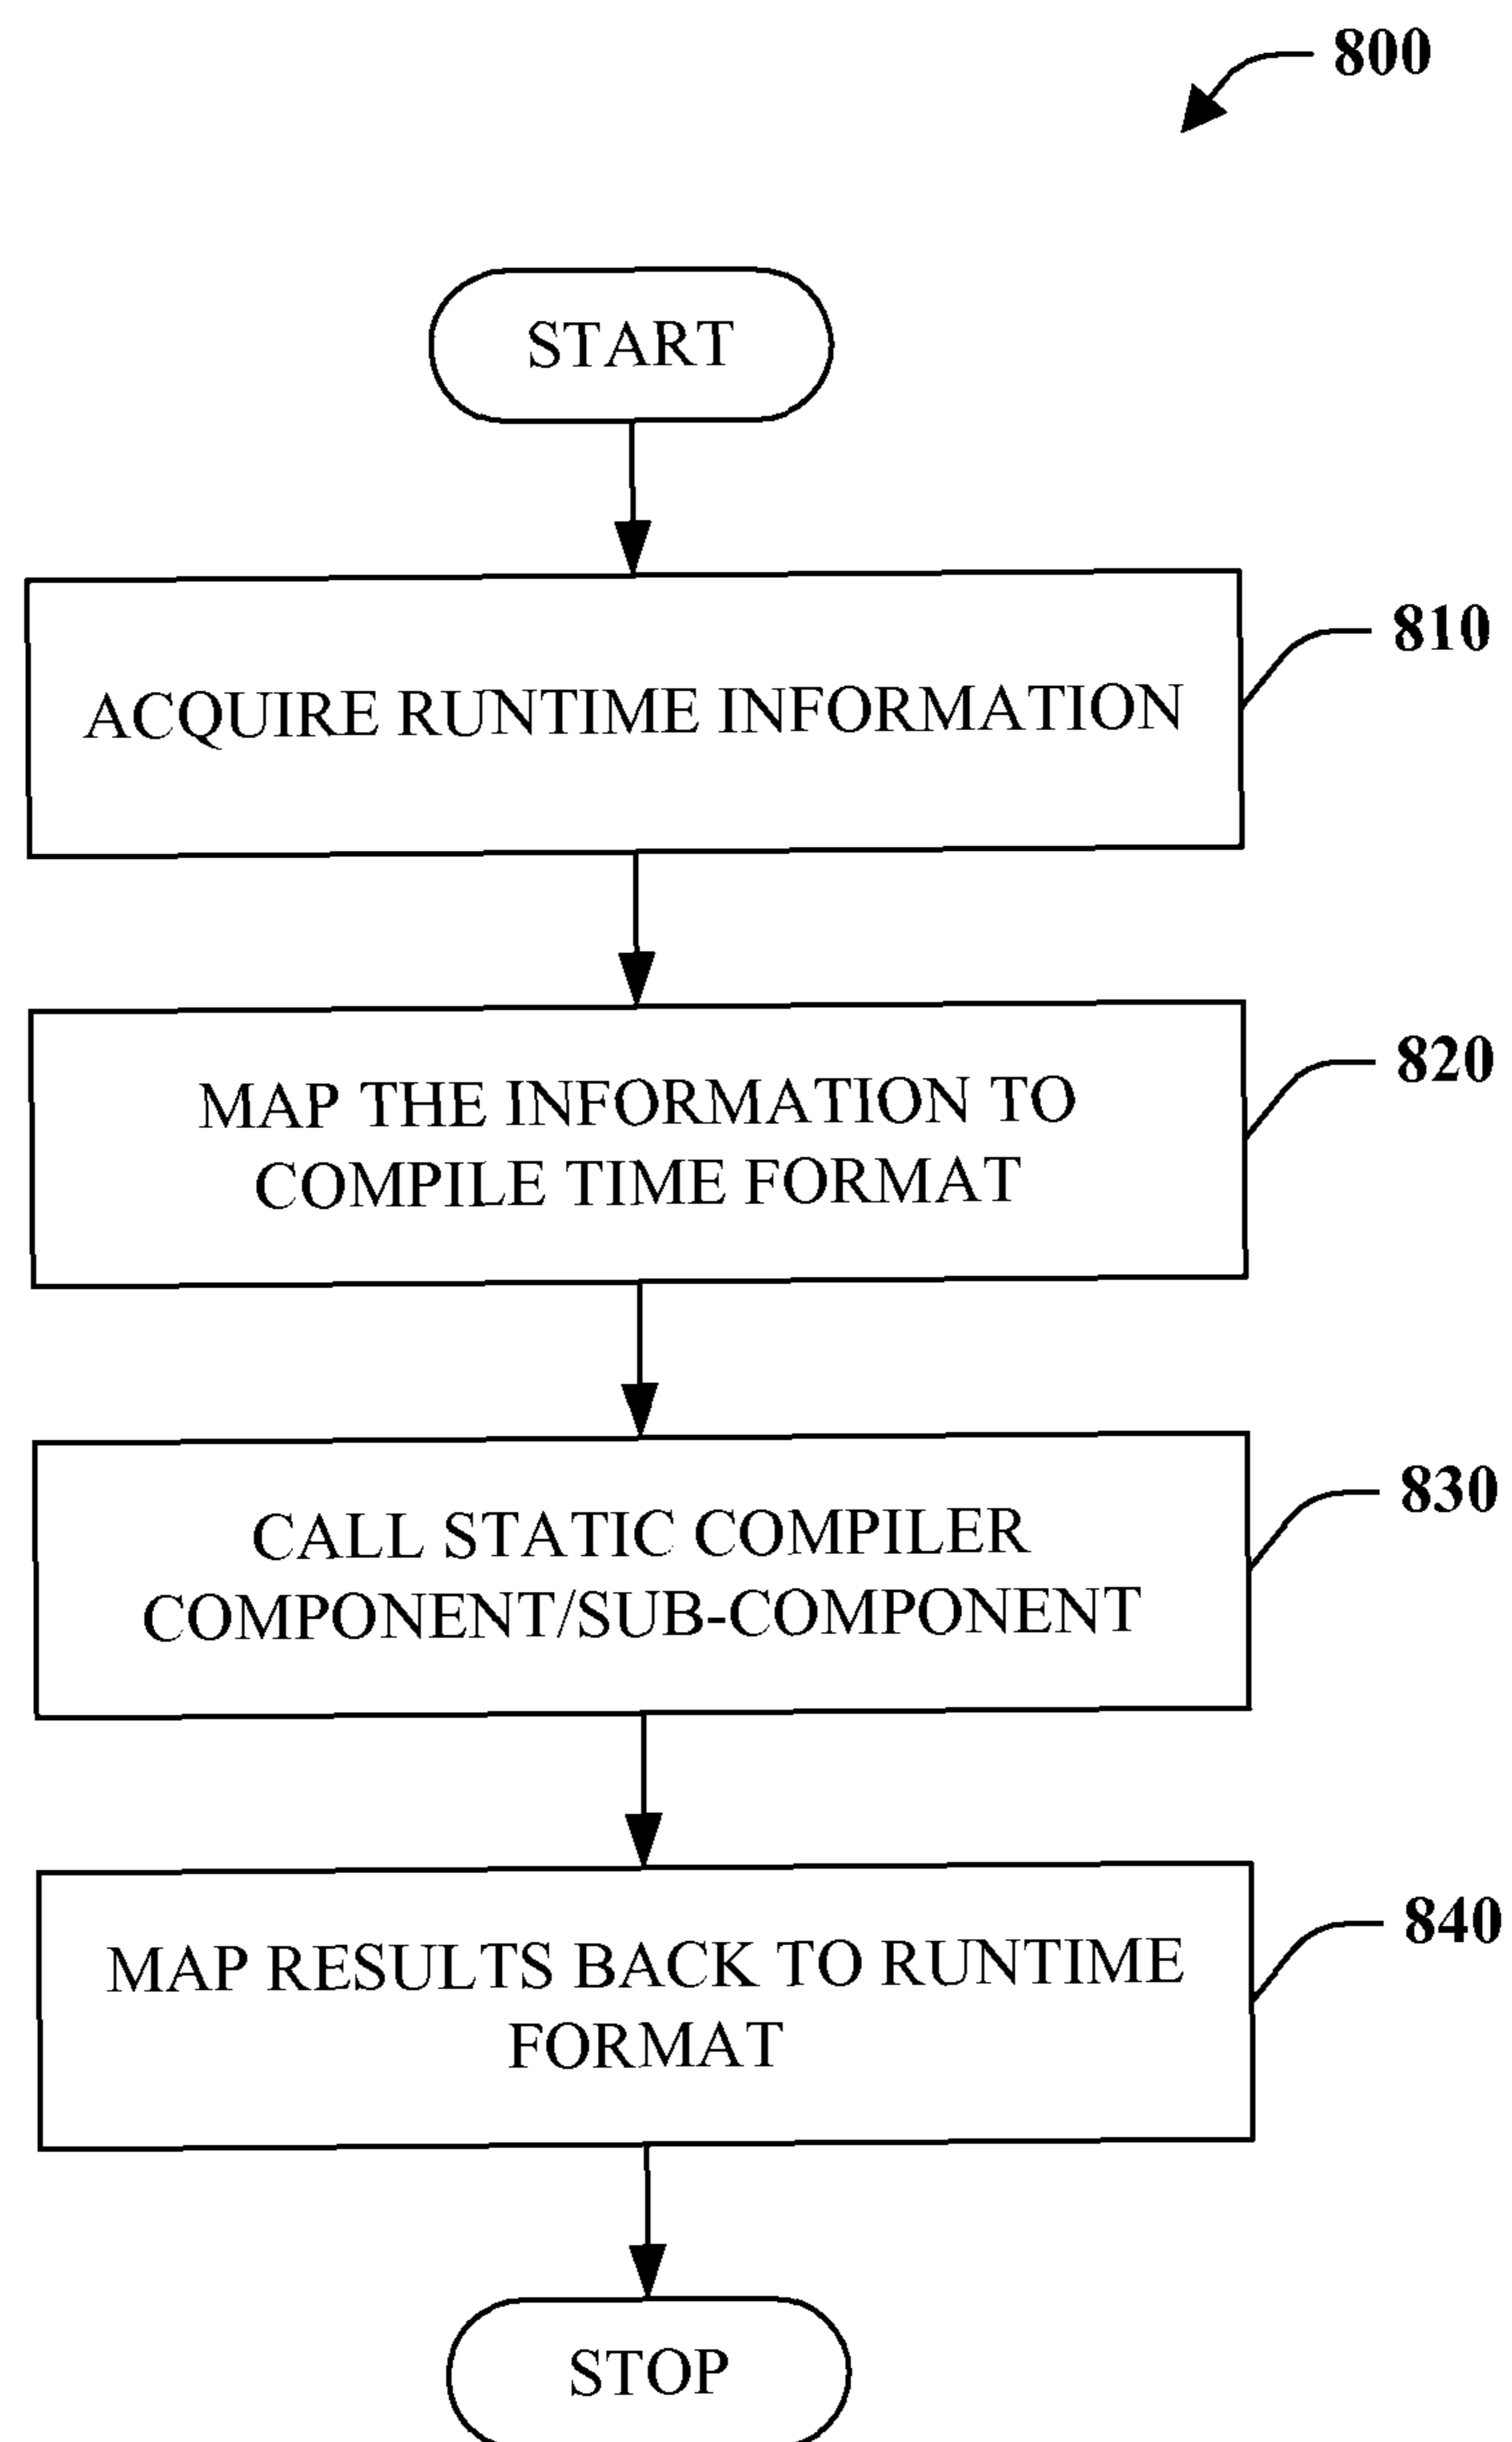 800
START
ACQUIRE RUNTIME INFORMATION
810
MAP THE INFORMATION TO
COMPILE TIME FORMAT
820
CALL STATIC COMPILER
COMPONENT/SUB-COMPONENT
830
MAP RESULTS BACK TO RUNTIME
FORMAT
840
STOP